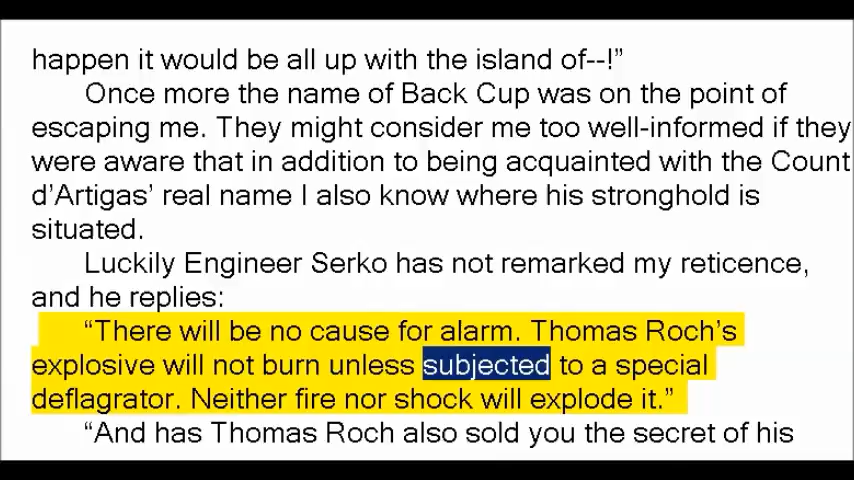 happen it would be all up with the island of--!”
Once more the name of Back Cup was on the point of
escaping me. They might consider me too well-informed if they
were aware that in addition to being acquainted with the Count
d’Artigas’ real name I also know where his stronghold is
situated.
Luckily Engineer Serko has not remarked my reticence,
and he replies:
“There will be no cause for alarm. Thomas Roch’s
explosive will not burn unless subjected to a special
deflagrator. Neither fire nor shock will explode it.”
“And has Thomas Roch also sold you the secret of his